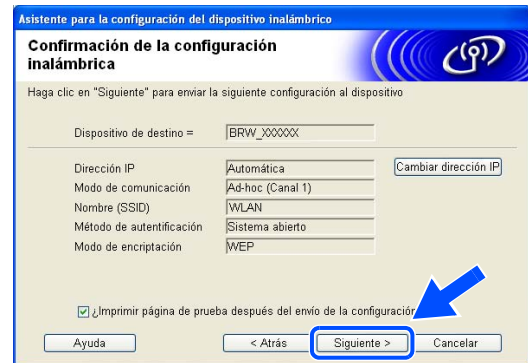 Asistente para la configuración del dispositivo inalámbrico
Confirmación de la configuración
inalámbrica
Haga clic en "Siguiente" para enviar la siguiente configuración al dispositivo
Dispositivo de destino = BRW_XXXXXX
Dirección IP Automática Cambiar dirección IP
Modo de comunicación Ad-hoc (Canal 1)
Nombre (SSID) WLAN
Método de autentificación Sistema abierto
Modo de encriptación WEP
¿Imprimir página de prueba después del envío de la configuración
Ayuda < Atrás Siguiente > Cancelar